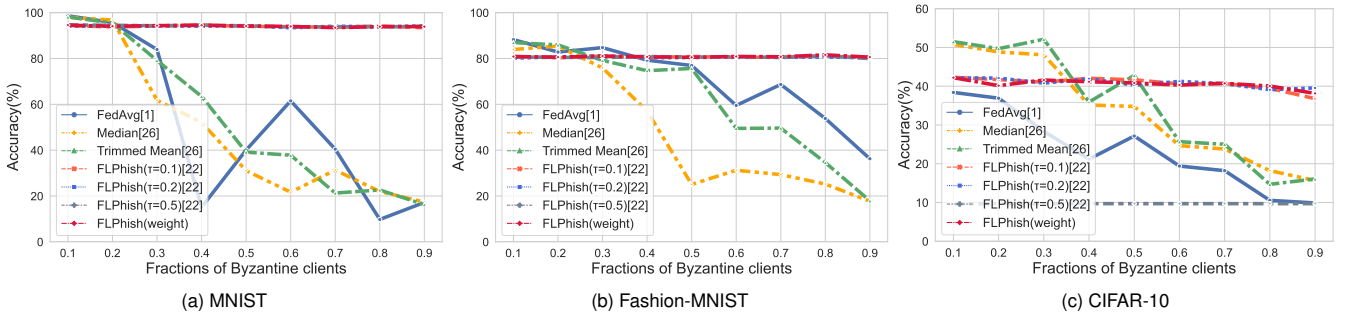 100
80
60
40
20
0
Accuracy(%)
FedAvg[1]
Median[26]
Trimmed Mean[26]
FLPhish(τ=0.1)[22]
FLPhish(τ=0.2)[22]
FLPhish(τ=0.5)[22]
FLPhish(weight)
0.1 0.2 0.3 0.4 0.5 0.6 0.7 0.8 0.9
Fractions of Byzantine clients
(a) MNIST
100
80
60
40
20
0
Accuracy(%)
FedAvg[1]
Median[26]
Trimmed Mean[26]
FLPhish(τ=0.1)[22]
FLPhish(τ=0.2)[22]
FLPhish(τ=0.5)[22]
FLPhish(weight)
0.1 0.2 0.3 0.4 0.5 0.6 0.7 0.8 0.9
Fractions of Byzantine clients
(b) Fashion-MNIST
60
50
40
30
20
10
0
Accuracy(%)
FedAvg[1]
Median[26]
Trimmed Mean[26]
FLPhish(τ=0.1)[22]
FLPhish(τ=0.2)[22]
FLPhish(τ=0.5)[22]
FLPhish(weight)
0.1 0.2 0.3 0.4 0.5 0.6 0.7 0.8 0.9
Fractions of Byzantine clients
(c) CIFAR-10